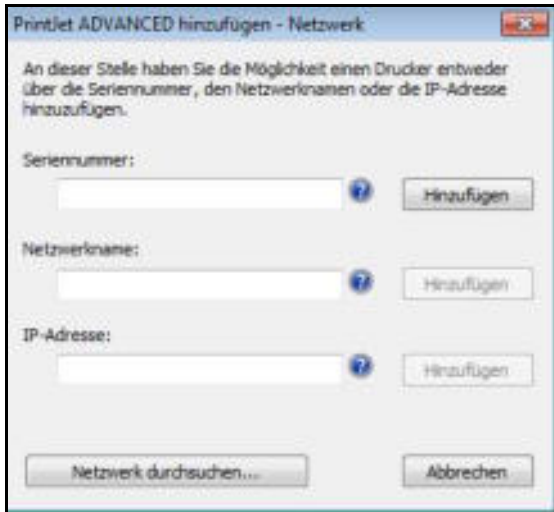 PrintJet ADVANCED hinzufügen - Netzwerk
An dieser Stelle haben Sie die Möglichkeit einen Drucker entweder
über die Seriennummer, den Netzwerknamen oder die IP-Adresse
hinzuzufügen.
Seriennummer:
Hinzufügen
Netzwerkname:
Hinzufügen
IP-Adresse:
Hinzufügen
Netzwerk durchsuchen... Abbrechen